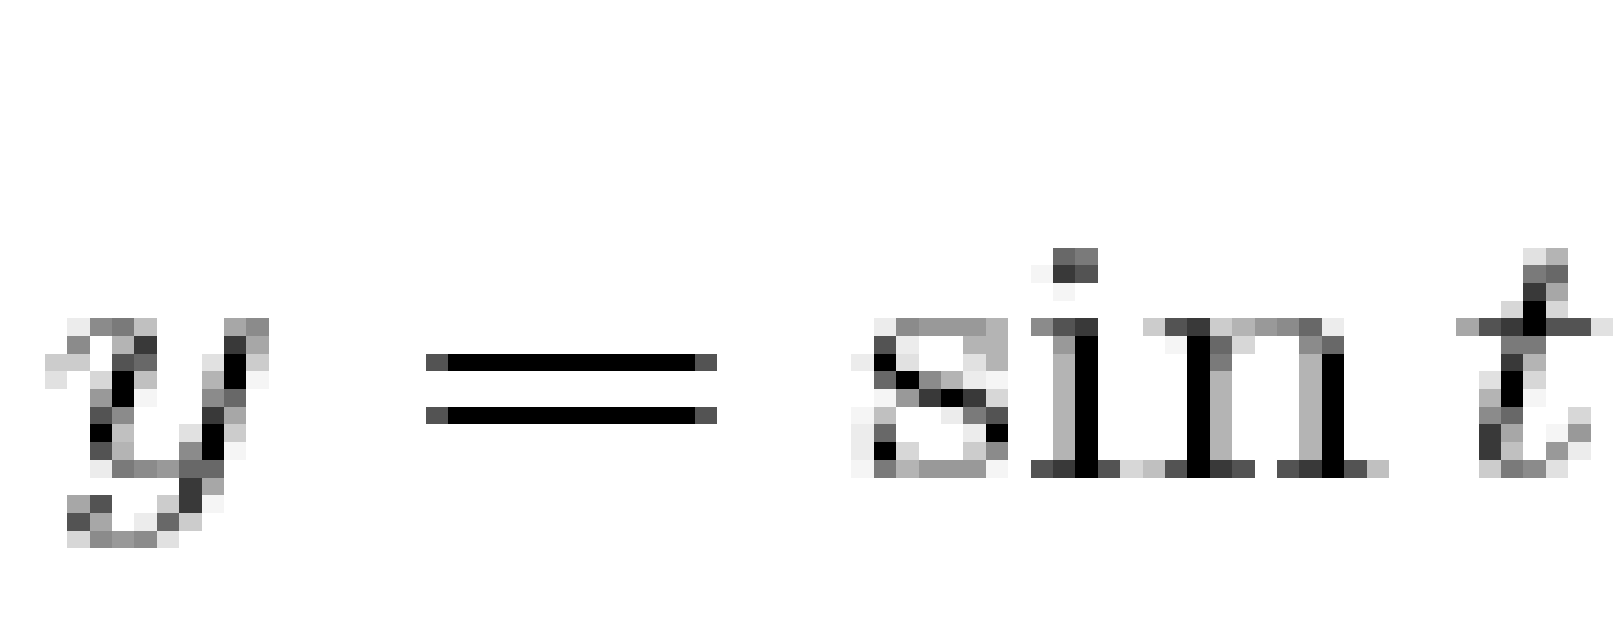 y = sin t